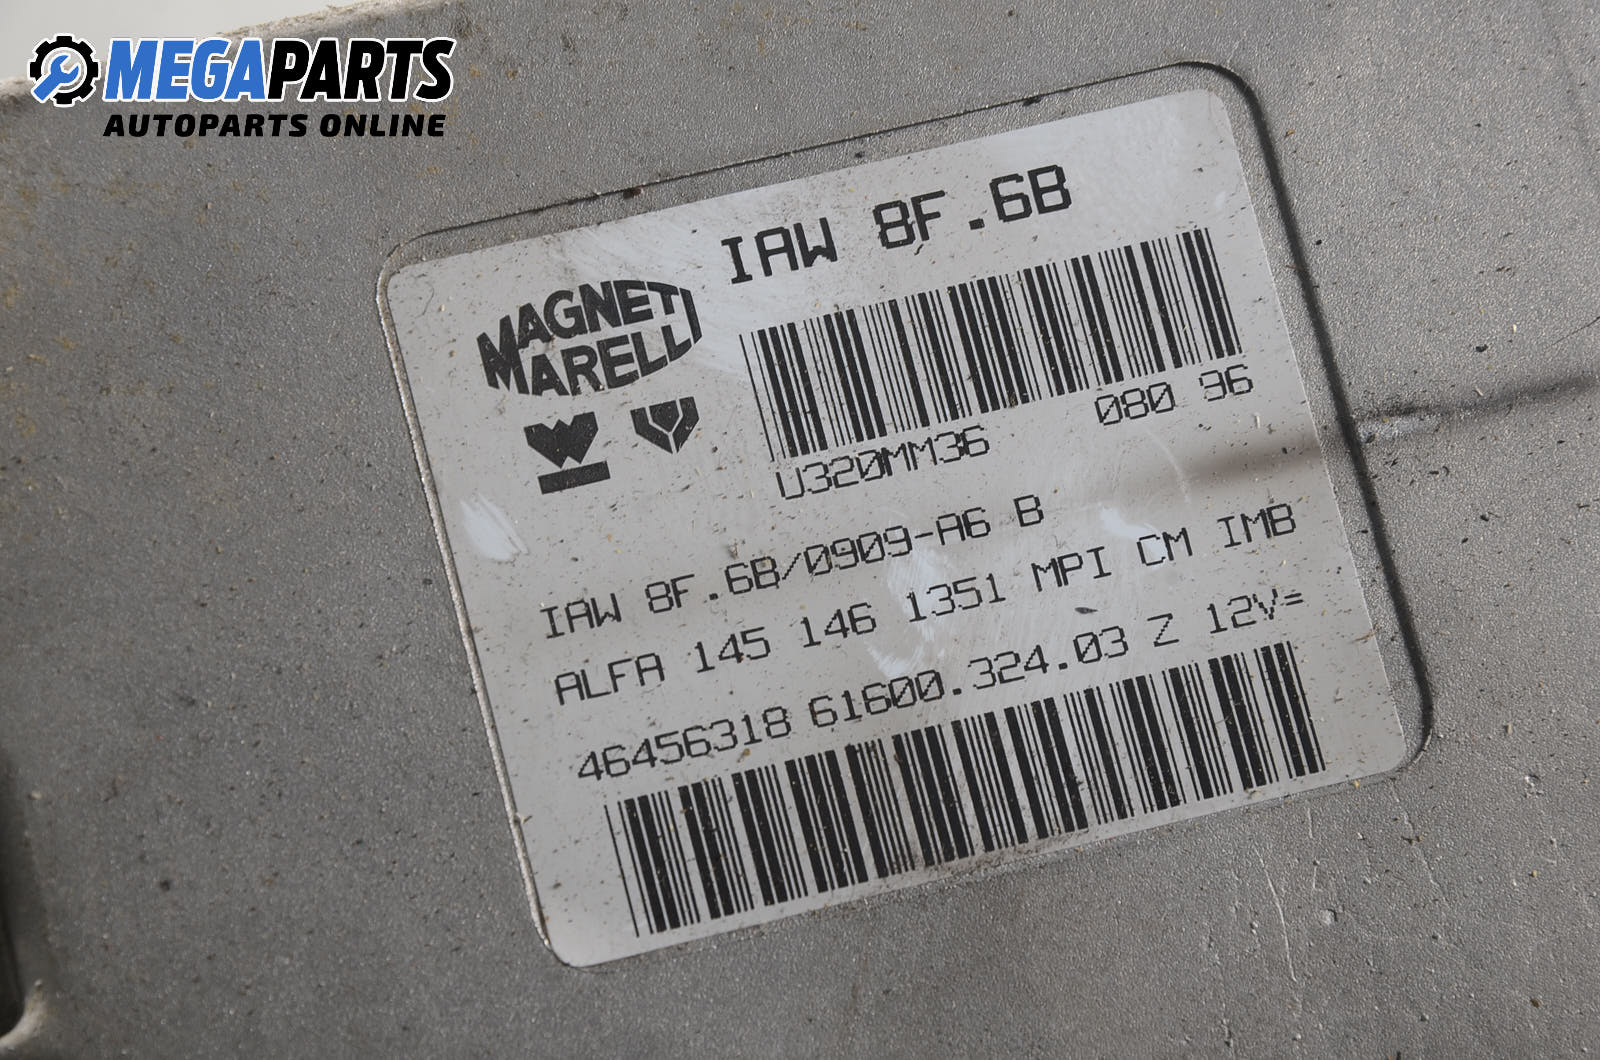 MEGAPARTS
AUTOPARTS ONLINE
IAW 8F.6B
MAGNETI
MARELLI
U320MM36 080 96
IAW 8F.6B/0909-A6 B
ALFA 145 146 1351 MPI CM IMB
46456318 61600.324.03 Z 12V=